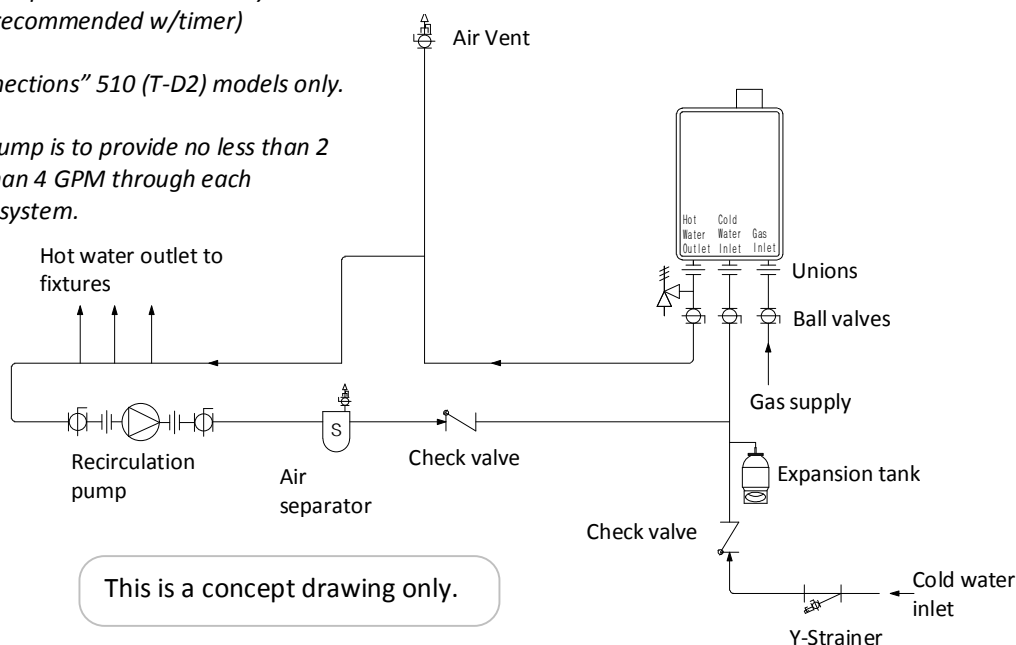 recommended w/timer)
Air Vent
nections” 510 (T-D2) models only.
ump is to provide no less than 2
han 4 GPM through each
system.
Hot Water Outlet
Cold Water Inlet
Gas Inlet
Hot water outlet to
fixtures
Unions
Ball valves
Gas supply
Recirculation
pump
S
Air
separator
Check valve
Expansion tank
Check valve
This is a concept drawing only.
Cold water
inlet
Y-Strainer